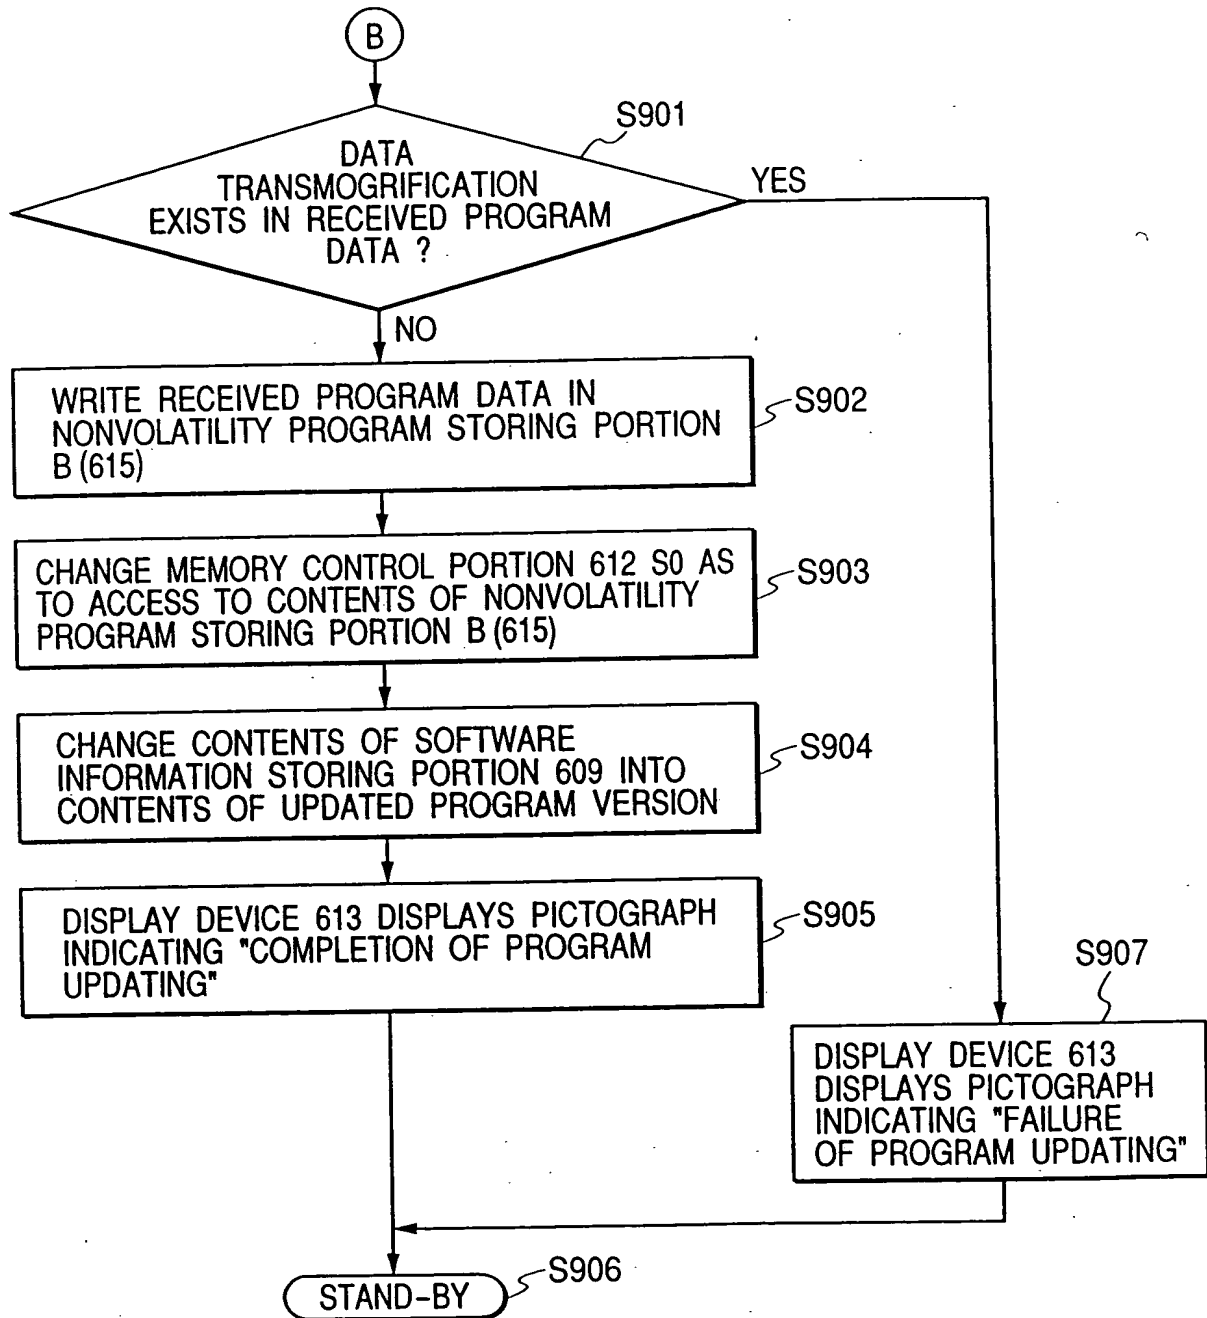 B
S901
DATA
TRANSMOGRIFICATION
EXISTS IN RECEIVED PROGRAM
DATA ?
YES
NO
WRITE RECEIVED PROGRAM DATA IN
NONVOLATILITY PROGRAM STORING PORTION
B (615)
S902
CHANGE MEMORY CONTROL PORTION 612 S0 AS
TO ACCESS TO CONTENTS OF NONVOLATILITY
PROGRAM STORING PORTION B (615)
S903
CHANGE CONTENTS OF SOFTWARE
INFORMATION STORING PORTION 609 INTO
CONTENTS OF UPDATED PROGRAM VERSION
S904
DISPLAY DEVICE 613 DISPLAYS PICTOGRAPH
INDICATING "COMPLETION OF PROGRAM
UPDATING"
S905
S907
DISPLAY DEVICE 613
DISPLAYS PICTOGRAPH
INDICATING "FAILURE
OF PROGRAM UPDATING"
STAND-BY
S906